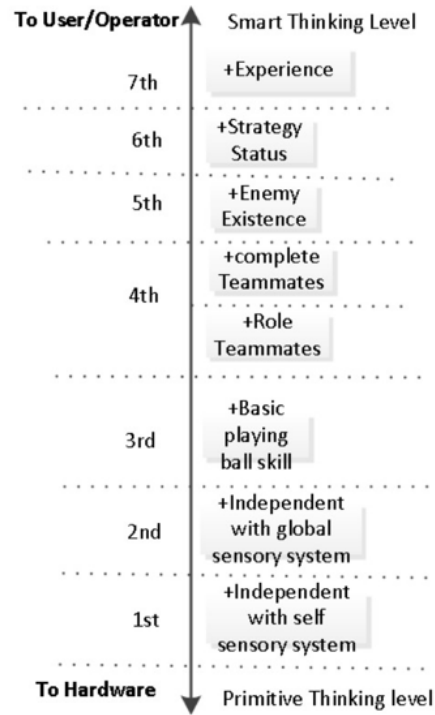 To User/Operator
Smart Thinking Level
7th
+Experience
6th
+Strategy
Status
5th
+Enemy
Existence
4th
+complete
Teammates
+Role
Teammates
3rd
+Basic
playing
ball skill
2nd
+Independent
with global
sensory system
1st
+Independent
with self
sensory system
To Hardware
Primitive Thinking level